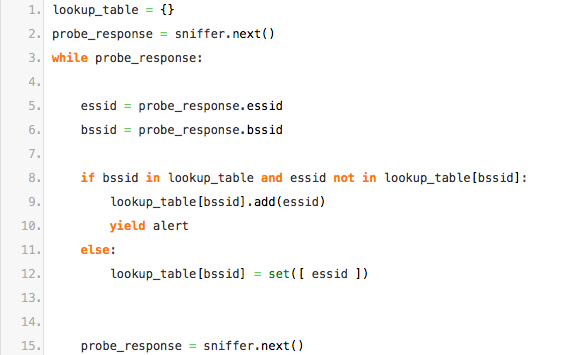 1. lookup_table = {}
2. probe_response = sniffer.next()
3. while probe_response:
4.
5.     essid = probe_response.essid
6.     bssid = probe_response.bssid
7.
8.     if bssid in lookup_table and essid not in lookup_table[bssid]:
9.         lookup_table[bssid].add(essid)
10.         yield alert
11.     else:
12.         lookup_table[bssid] = set([ essid ])
13.
14.
15.     probe_response = sniffer.next()